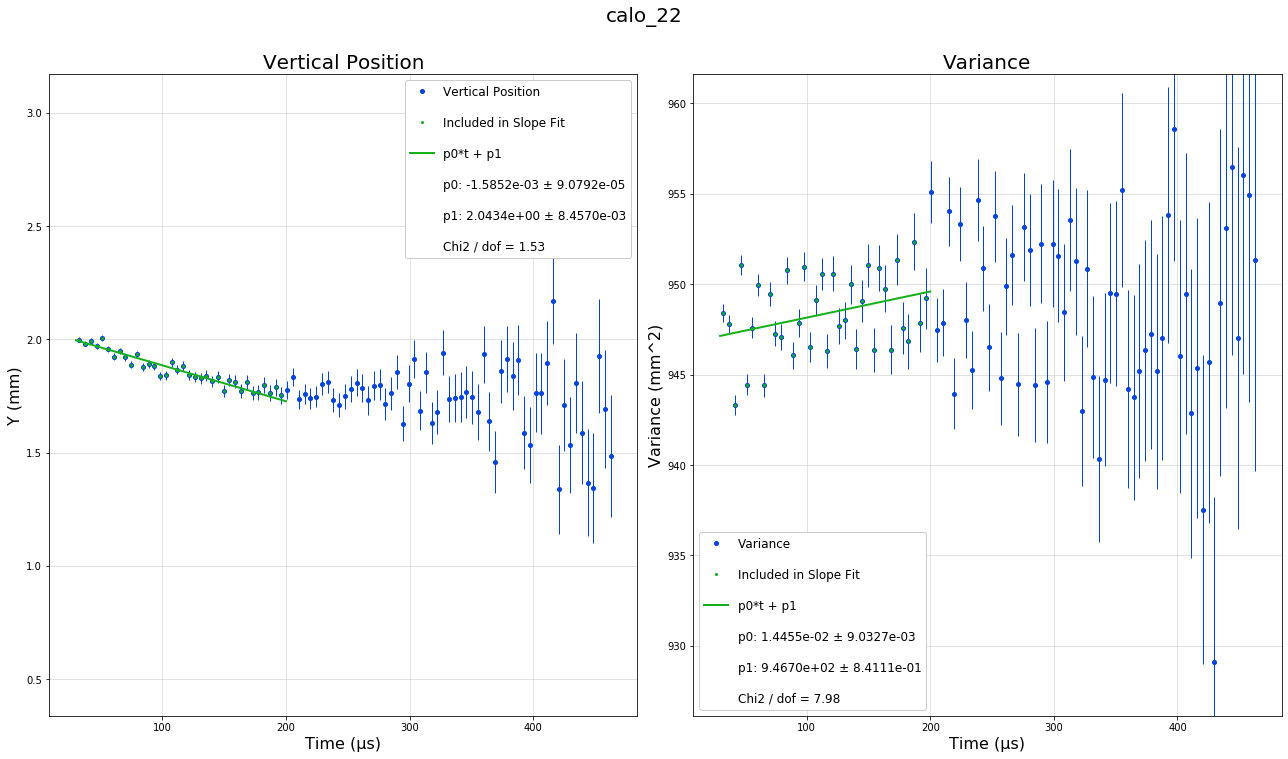 calo_22
Vertical Position
3.0
2.5
2.0
1.5
1.0
0.5
Y (mm)
100
200
300
400
Time (μs)
Vertical Position
Included in Slope Fit
p0*t + p1
p0: -1.5852e-03 ± 9.0792e-05
p1: 2.0434e+00 ± 8.4570e-03
Chi2 / dof = 1.53
Variance
960
955
950
945
940
935
930
Variance (mm^2)
100
200
300
400
Time (μs)
Variance
Included in Slope Fit
p0*t + p1
p0: 1.4455e-02 ± 9.0327e-03
p1: 9.4670e+02 ± 8.4111e-01
Chi2 / dof = 7.98